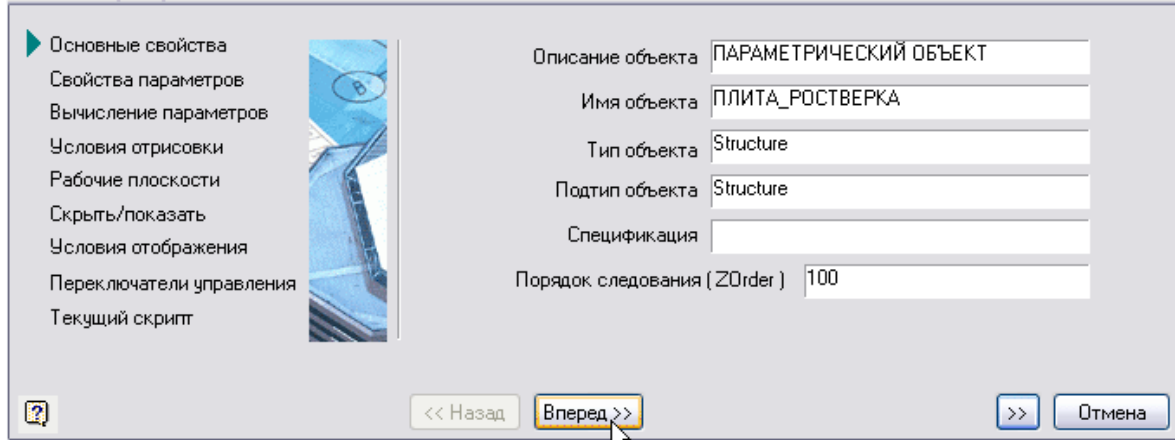 Основные свойства
Свойства параметров
Вычисление параметров
Условия отрисовки
Рабочие плоскости
Скрыть/показать
Условия отображения
Переключатели управления
Текущий скрипт
B
Описание объекта ПАРАМЕТРИЧЕСКИЙ ОБЪЕКТ
Имя объекта ПЛИТА_РОСТВЕРКА
Тип объекта Structure
Подтип объекта Structure
Спецификация
Порядок следования ( ZOrder ) 100
? << Назад Вперед >> >> Отмена